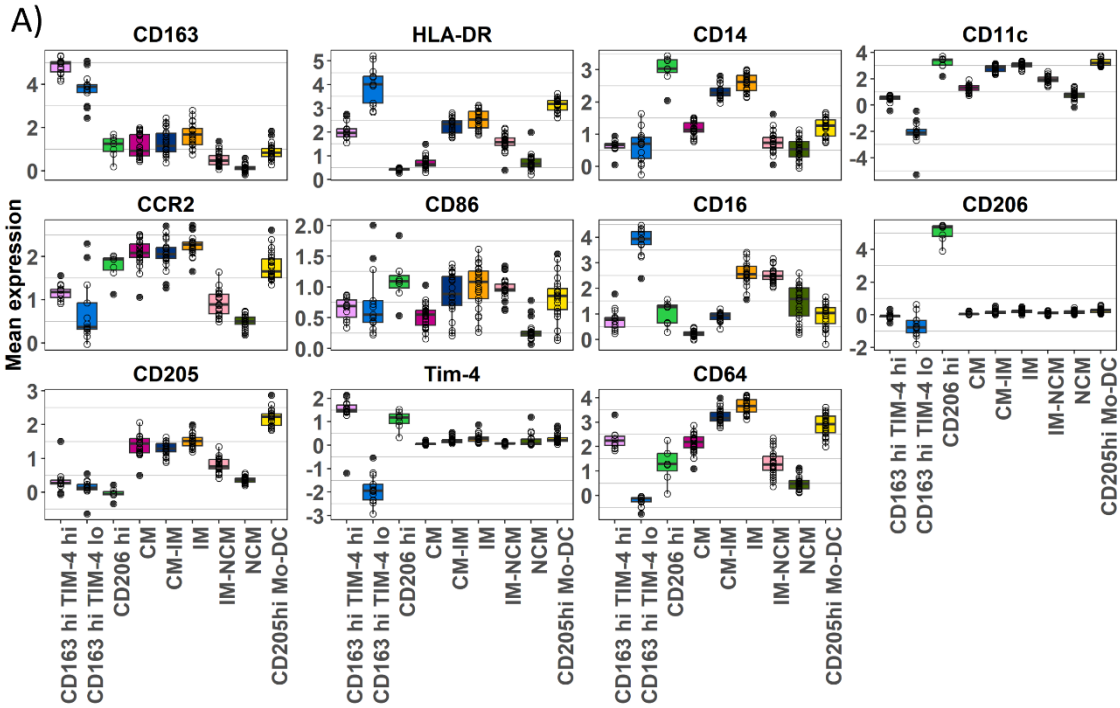 A)
CD163
HLA-DR
CD14
CD11c
5
4
2
1
0
5
4
3
2
1
0
3
2
1
0
4
3
2
0
-2
-4
CCR2
CD86
CD16
CD206
2
1
0
2.0
1.5
1.0
0.5
0.0
4
3
2
1
0
4
2
0
-2
Mean expression
CD205
Tim-4
CD64
3
2
1
0
2
1
0
-1
-2
-3
4
3
2
1
0
CD163 hi TIM-4 hi
CD163 hi TIM-4 lo
CD206 hi
CM
CM-IM
IM
IM-NCM
NCM
CD205hi Mo-DC
CD163 hi TIM-4 hi
CD163 hi TIM-4 lo
CD206 hi
CM
CM-IM
IM
IM-NCM
NCM
CD205hi Mo-DC
CD163 hi TIM-4 hi
CD163 hi TIM-4 lo
CD206 hi
CM
CM-IM
IM
IM-NCM
NCM
CD205hi Mo-DC
CD163 hi TIM-4 hi
CD163 hi TIM-4 lo
CD206 hi
CM
CM-IM
IM
IM-NCM
NCM
CD205hi Mo-DC